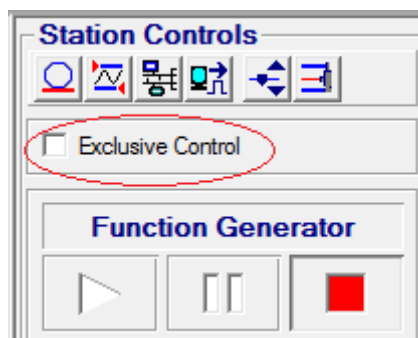 Station Controls
Exclusive Control
Function Generator